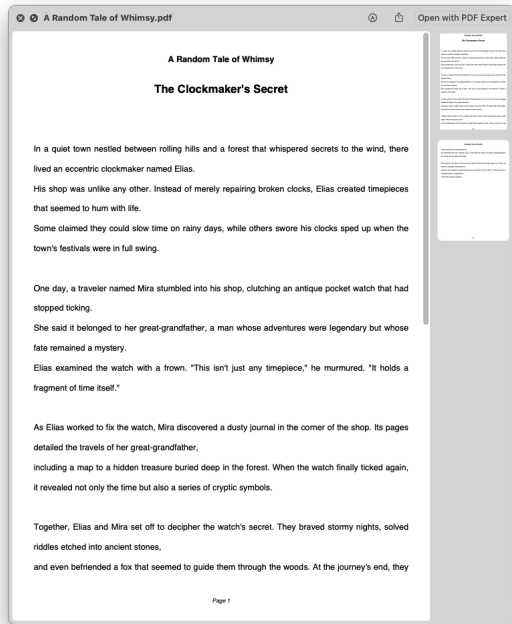 A Random Tale of Whimsy.pdf
Open with PDF Expert
A Random Tale of Whimsy
The Clockmaker's Secret
In a quiet town nestled between rolling hills and a forest that whispered secrets to the wind, there
lived an eccentric clockmaker named Elias.
His shop was unlike any other. Instead of merely repairing broken clocks, Elias created timepieces
that seemed to hum with life.
Some claimed they could slow time on rainy days, while others swore his clocks sped up when the
town's festivals were in full swing.
One day, a traveler named Mira stumbled into his shop, clutching an antique pocket watch that had
stopped ticking.
She said it belonged to her great-grandfather, a man whose adventures were legendary but whose
fate remained a mystery.
Elias examined the watch with a frown. "This isn't just any timepiece," he murmured. "It holds a
fragment of time itself."
As Elias worked to fix the watch, Mira discovered a dusty journal in the corner of the shop. Its pages
detailed the travels of her great-grandfather,
including a map to a hidden treasure buried deep in the forest. When the watch finally ticked again,
it revealed not only the time but also a series of cryptic symbols.
Together, Elias and Mira set off to decipher the watch's secret. They braved stormy nights, solved
riddles etched into ancient stones,
and even befriended a fox that seemed to guide them through the woods. At the journey's end, they
Page 1